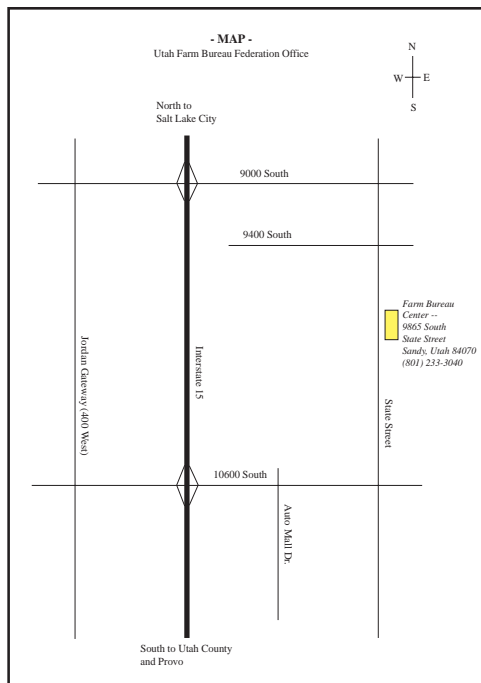 - MAP -
Utah Farm Bureau Federation Office
N
W E
S
North to
Salt Lake City
9000 South
9400 South
Farm Bureau
Center --
9865 South
State Street
Sandy, Utah 84070
(801) 233-3040
Jordan Gateway (400 West)
Interstate 15
State Street
10600 South
Auto Mall Dr.
South to Utah County
and Provo